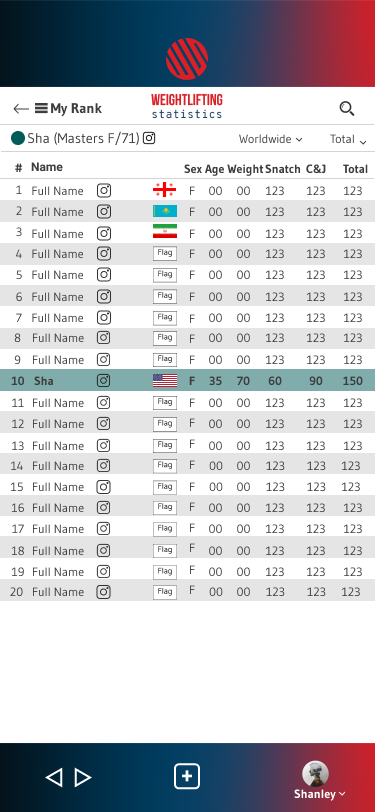 My Rank
WEIGHTLIFTING
statistics
Sha (Masters F/71) Worldwide Total
# Name Sex Age Weight Snatch C&J Total
1 Full Name F 00 00 123 123 123
2 Full Name F 00 00 123 123 123
3 Full Name F 00 00 123 123 123
4 Full Name Flag F 00 00 123 123 123
5 Full Name Flag F 00 00 123 123 123
6 Full Name Flag F 00 00 123 123 123
7 Full Name Flag F 00 00 123 123 123
8 Full Name Flag F 00 00 123 123 123
9 Full Name Flag F 00 00 123 123 123
10 Sha F 35 70 60 90 150
11 Full Name Flag F 00 00 123 123 123
12 Full Name Flag F 00 00 123 123 123
13 Full Name Flag F 00 00 123 123 123
14 Full Name Flag F 00 00 123 123 123
15 Full Name Flag F 00 00 123 123 123
16 Full Name Flag F 00 00 123 123 123
17 Full Name Flag F 00 00 123 123 123
18 Full Name Flag F 00 00 123 123 123
19 Full Name Flag F 00 00 123 123 123
20 Full Name Flag F 00 00 123 123 123
Shanley